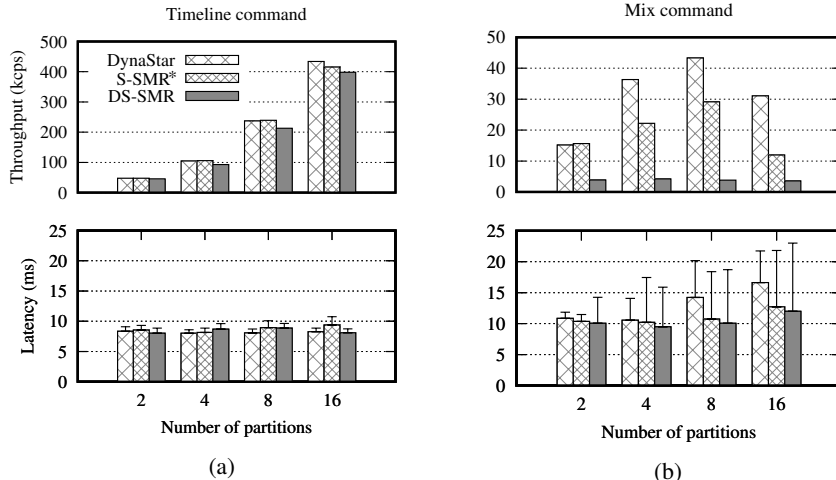 Timeline command
Throughput (kcps)
500
400
300
200
100
0
DynaStar
S-SMR*
DS-SMR
Latency (ms)
25
20
15
10
5
0
2 4 8 16
Number of partitions
(a)
Mix command
50
40
30
20
10
0
25
20
15
10
5
0
2 4 8 16
Number of partitions
(b)